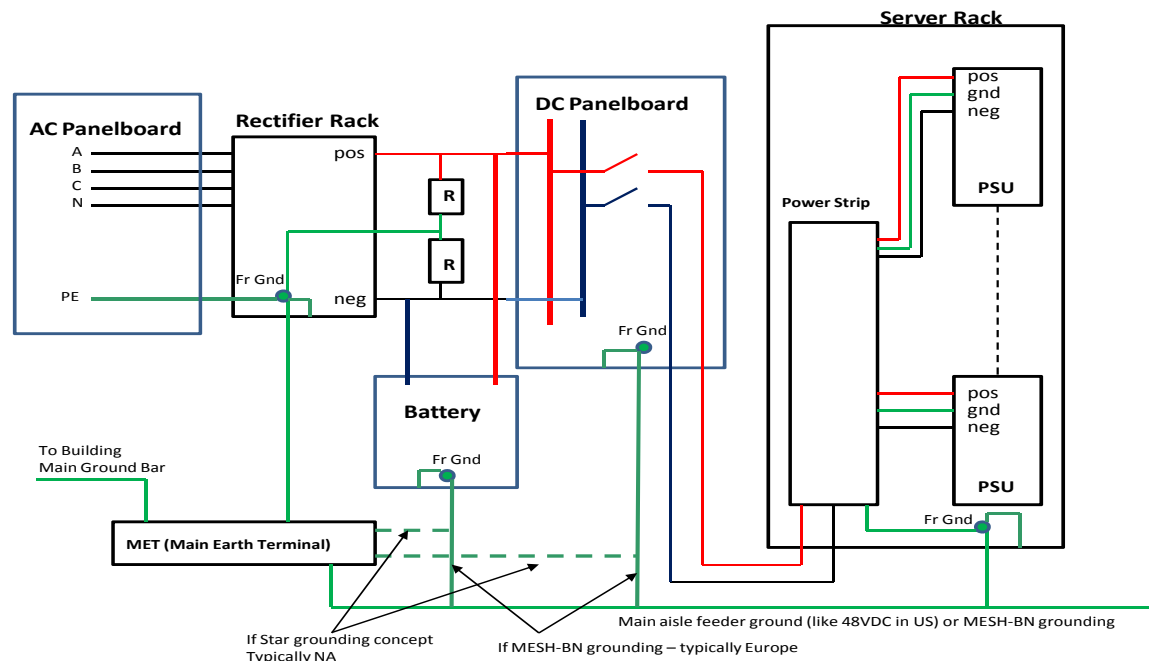 Server Rack
AC Panelboard
A
B
C
N
PE
Rectifier Rack
pos
neg
Fr Gnd
R
R
DC Panelboard
Fr Gnd
Battery
Fr Gnd
Power Strip
pos
gnd
neg
PSU
pos
gnd
neg
PSU
Fr Gnd
To Building
Main Ground Bar
MET (Main Earth Terminal)
Main aisle feeder ground (like 48VDC in US) or MESH-BN grounding
If Star grounding concept
Typically NA
If MESH-BN grounding – typically Europe